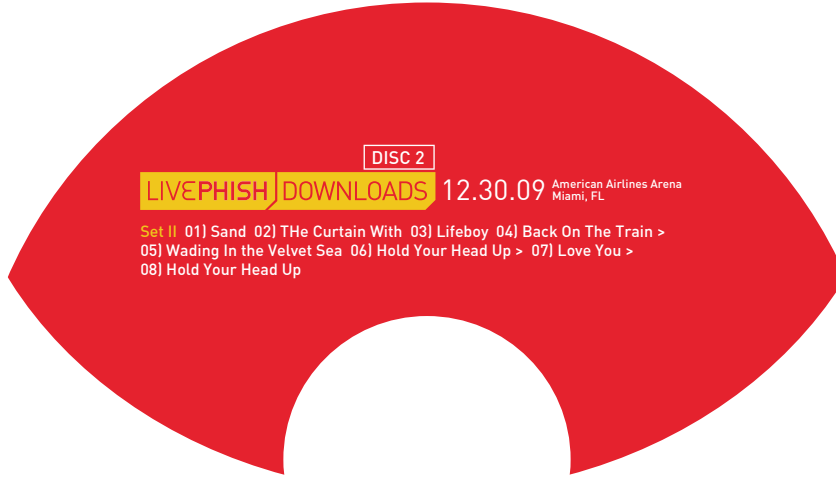 DISC 2
LIVEPHISH DOWNLOADS 12.30.09 American Airlines Arena
Miami, FL
Set II 01) Sand 02) THe Curtain With 03) Lifeboy 04) Back On The Train >
05) Wading In the Velvet Sea 06) Hold Your Head Up > 07) Love You >
08) Hold Your Head Up